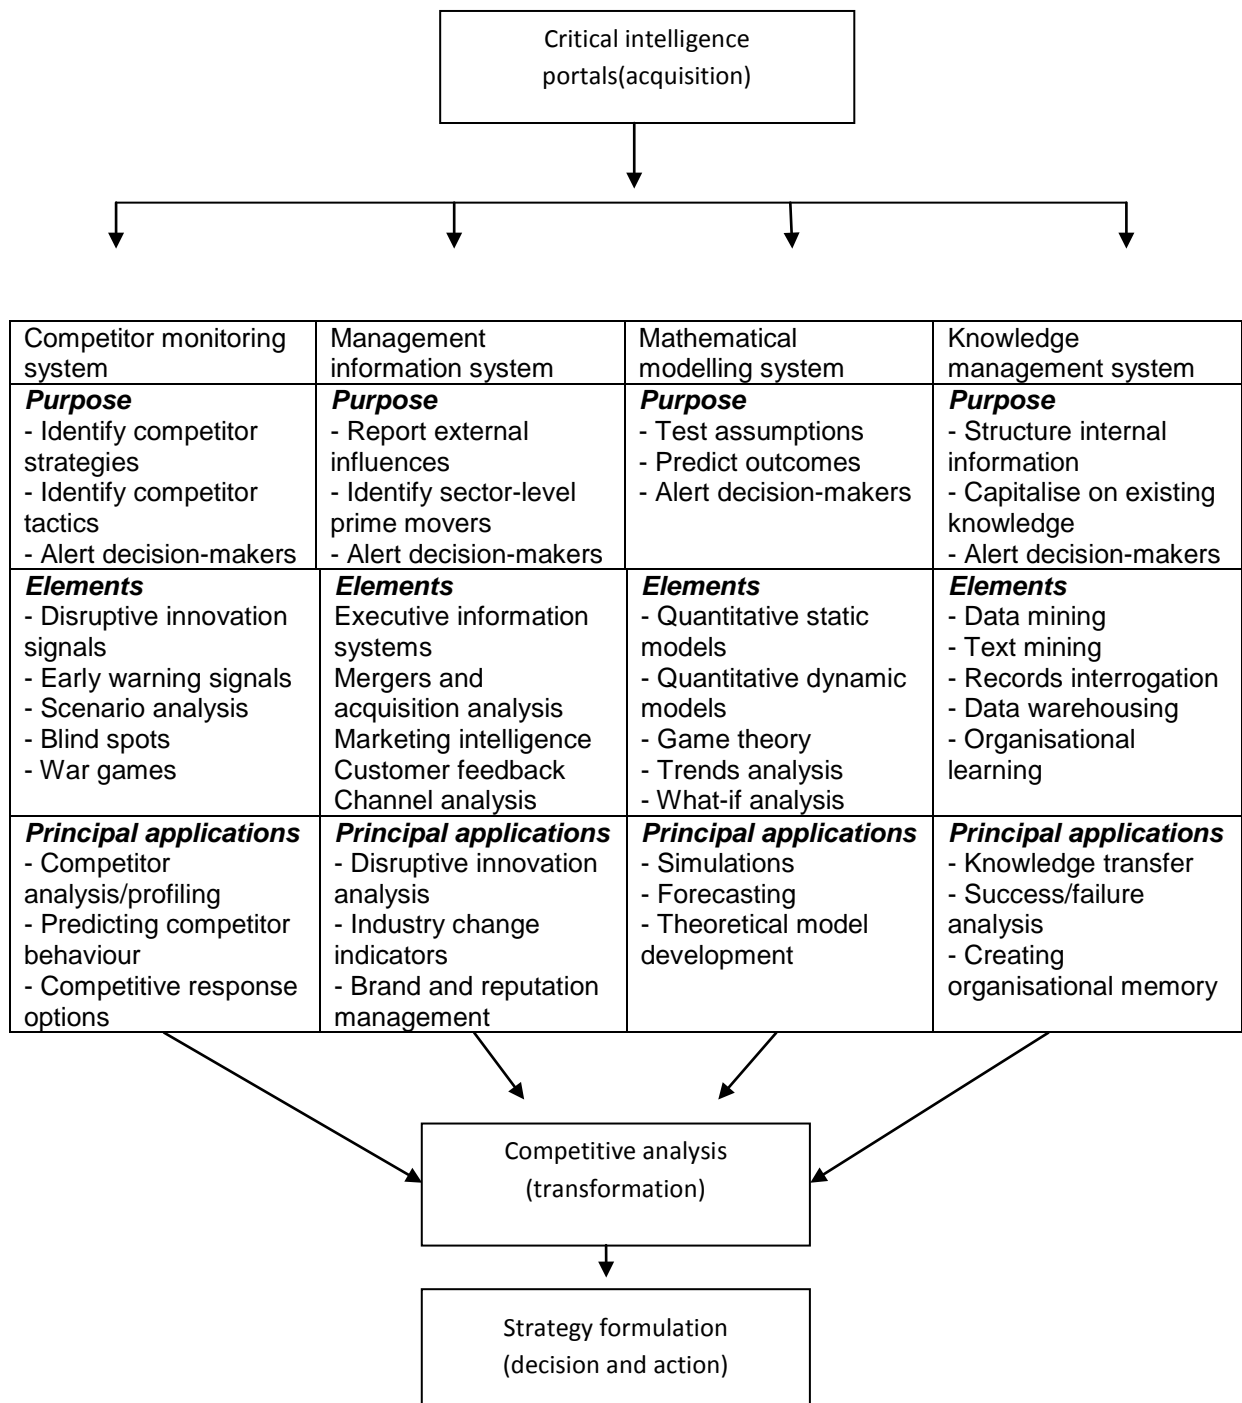 Critical intelligence
portals(acquisition)
Competitor monitoring
system
Management
information system
Mathematical
modelling system
Knowledge
management system
Purpose
- Identify competitor
strategies
- Identify competitor
tactics
- Alert decision-makers
Purpose
- Report external
influences
- Identify sector-level
prime movers
- Alert decision-makers
Purpose
- Test assumptions
- Predict outcomes
- Alert decision-makers
Purpose
- Structure internal
information
- Capitalise on existing
knowledge
- Alert decision-makers
Elements
- Disruptive innovation
signals
- Early warning signals
- Scenario analysis
- Blind spots
- War games
Elements
Executive information
systems
Mergers and
acquisition analysis
Marketing intelligence
Customer feedback
Channel analysis
Elements
- Quantitative static
models
- Quantitative dynamic
models
- Game theory
- Trends analysis
- What-if analysis
Elements
- Data mining
- Text mining
- Records interrogation
- Data warehousing
- Organisational
learning
Principal applications
- Competitor
analysis/profiling
- Predicting competitor
behaviour
- Competitive response
options
Principal applications
- Disruptive innovation
analysis
- Industry change
indicators
- Brand and reputation
management
Principal applications
- Simulations
- Forecasting
- Theoretical model
development
Principal applications
- Knowledge transfer
- Success/failure
analysis
- Creating
organisational memory
Competitive analysis
(transformation)
Strategy formulation
(decision and action)